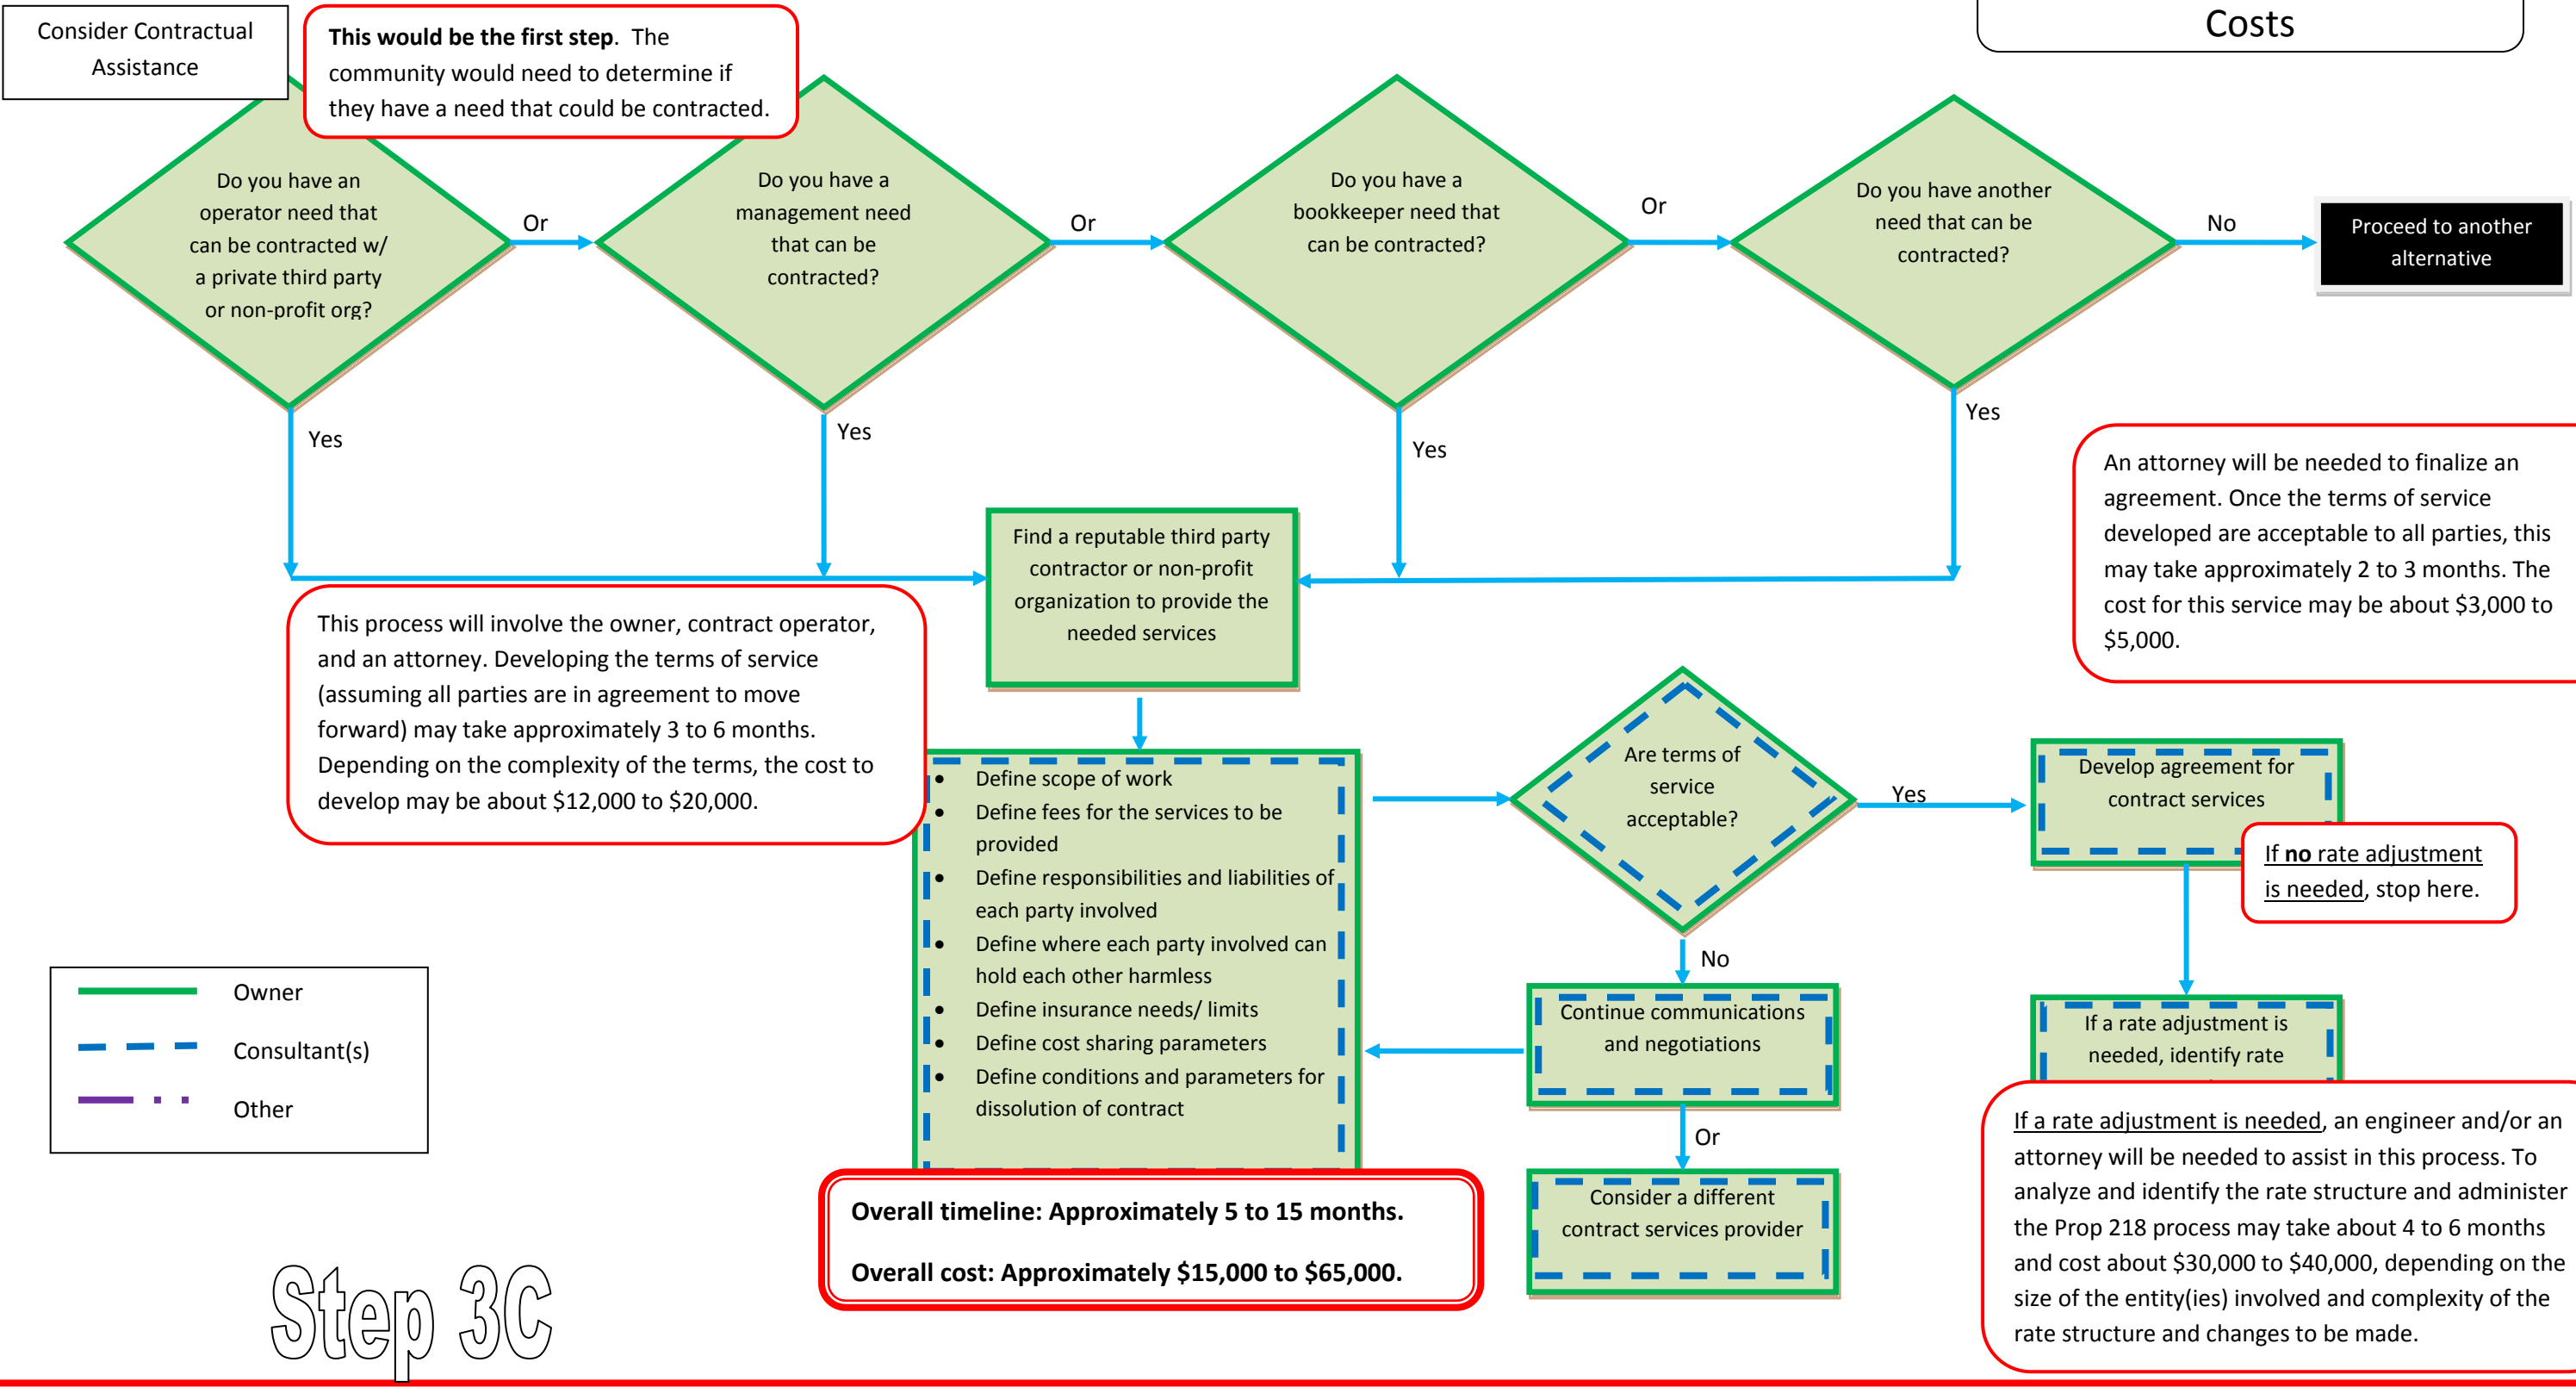 Consider Contractual
Assistance
This would be the first step. The
community would need to determine if
they have a need that could be contracted.
Costs
Do you have an
operator need that
can be contracted w/
a private third party
or non-profit org?
Or
Do you have a
management need
that can be
contracted?
Or
Do you have a
bookkeeper need that
can be contracted?
Or
Do you have another
need that can be
contracted?
No
Proceed to another
alternative
Yes
Yes
Yes
Yes
An attorney will be needed to finalize an
agreement. Once the terms of service
developed are acceptable to all parties, this
may take approximately 2 to 3 months. The
cost for this service may be about $3,000 to
$5,000.
Find a reputable third party
contractor or non-profit
organization to provide the
needed services
This process will involve the owner, contract operator,
and an attorney. Developing the terms of service
(assuming all parties are in agreement to move
forward) may take approximately 3 to 6 months.
Depending on the complexity of the terms, the cost to
develop may be about $12,000 to $20,000.
• Define scope of work
• Define fees for the services to be
provided
• Define responsibilities and liabilities of
each party involved
• Define where each party involved can
hold each other harmless
• Define insurance needs/ limits
• Define cost sharing parameters
• Define conditions and parameters for
dissolution of contract
Are terms of
service
acceptable?
Yes
Develop agreement for
contract services
If no rate adjustment
is needed, stop here.
No
Continue communications
and negotiations
Or
Consider a different
contract services provider
If a rate adjustment is
needed, identify rate
If a rate adjustment is needed, an engineer and/or an
attorney will be needed to assist in this process. To
analyze and identify the rate structure and administer
the Prop 218 process may take about 4 to 6 months
and cost about $30,000 to $40,000, depending on the
size of the entity(ies) involved and complexity of the
rate structure and changes to be made.
Owner
Consultant(s)
Other
Overall timeline: Approximately 5 to 15 months.
Overall cost: Approximately $15,000 to $65,000.
Step 3C